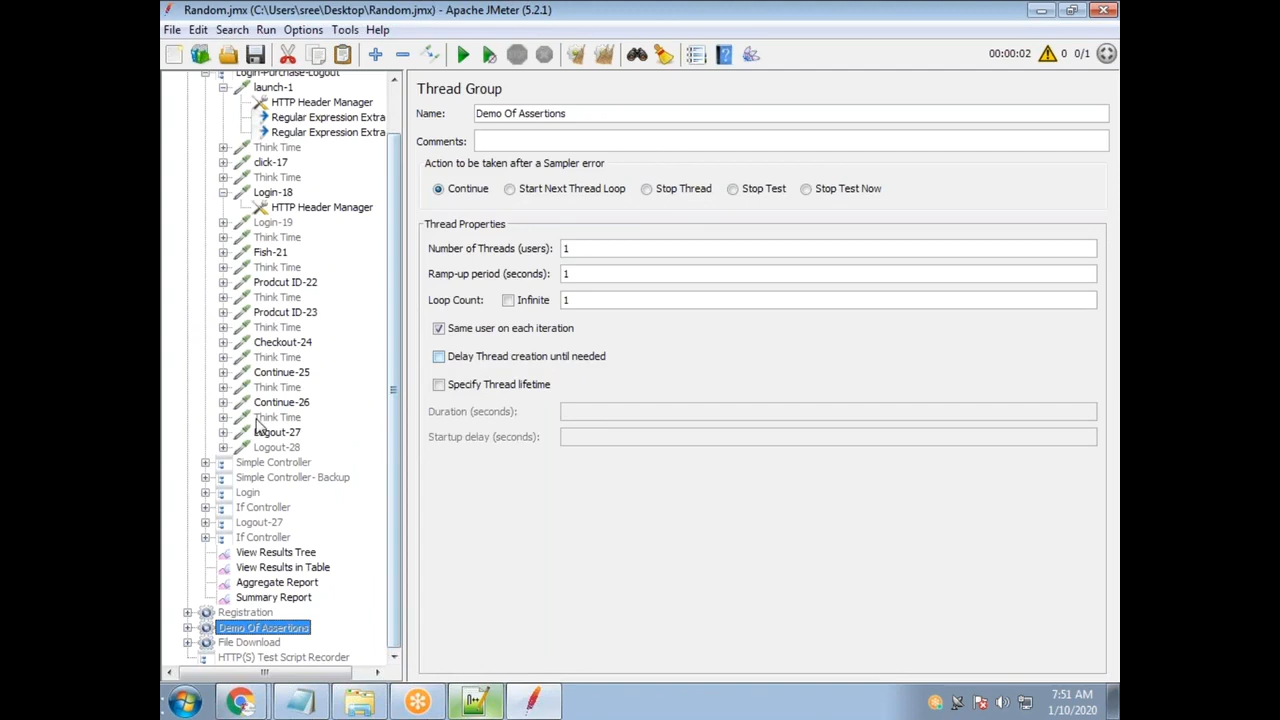 Random.jmx (C:\Users\sree\Desktop\Random.jmx) - Apache JMeter (5.2.1)
File Edit Search Run Options Tools Help
00:00:02 0 0/1
Login-Purchase-Logout
launch-1
HTTP Header Manager
Regular Expression Extra
Regular Expression Extra
Think Time
click-17
Think Time
Login-18
HTTP Header Manager
Login-19
Think Time
Fish-21
Think Time
Prodcut ID-22
Think Time
Prodcut ID-23
Think Time
Checkout-24
Think Time
Continue-25
Think Time
Continue-26
Think Time
Logout-27
Logout-28
Simple Controller
Simple Controller- Backup
Login
If Controller
Logout-27
If Controller
View Results Tree
View Results in Table
Aggregate Report
Summary Report
Registration
Demo Of Assertions
File Download
HTTP(S) Test Script Recorder
Thread Group
Name: Demo Of Assertions
Comments:
Action to be taken after a Sampler error
Continue Start Next Thread Loop Stop Thread Stop Test Stop Test Now
Thread Properties
Number of Threads (users): 1
Ramp-up period (seconds): 1
Loop Count: Infinite 1
Same user on each iteration
Delay Thread creation until needed
Specify Thread lifetime
Duration (seconds):
Startup delay (seconds):
7:51 AM
1/10/2020